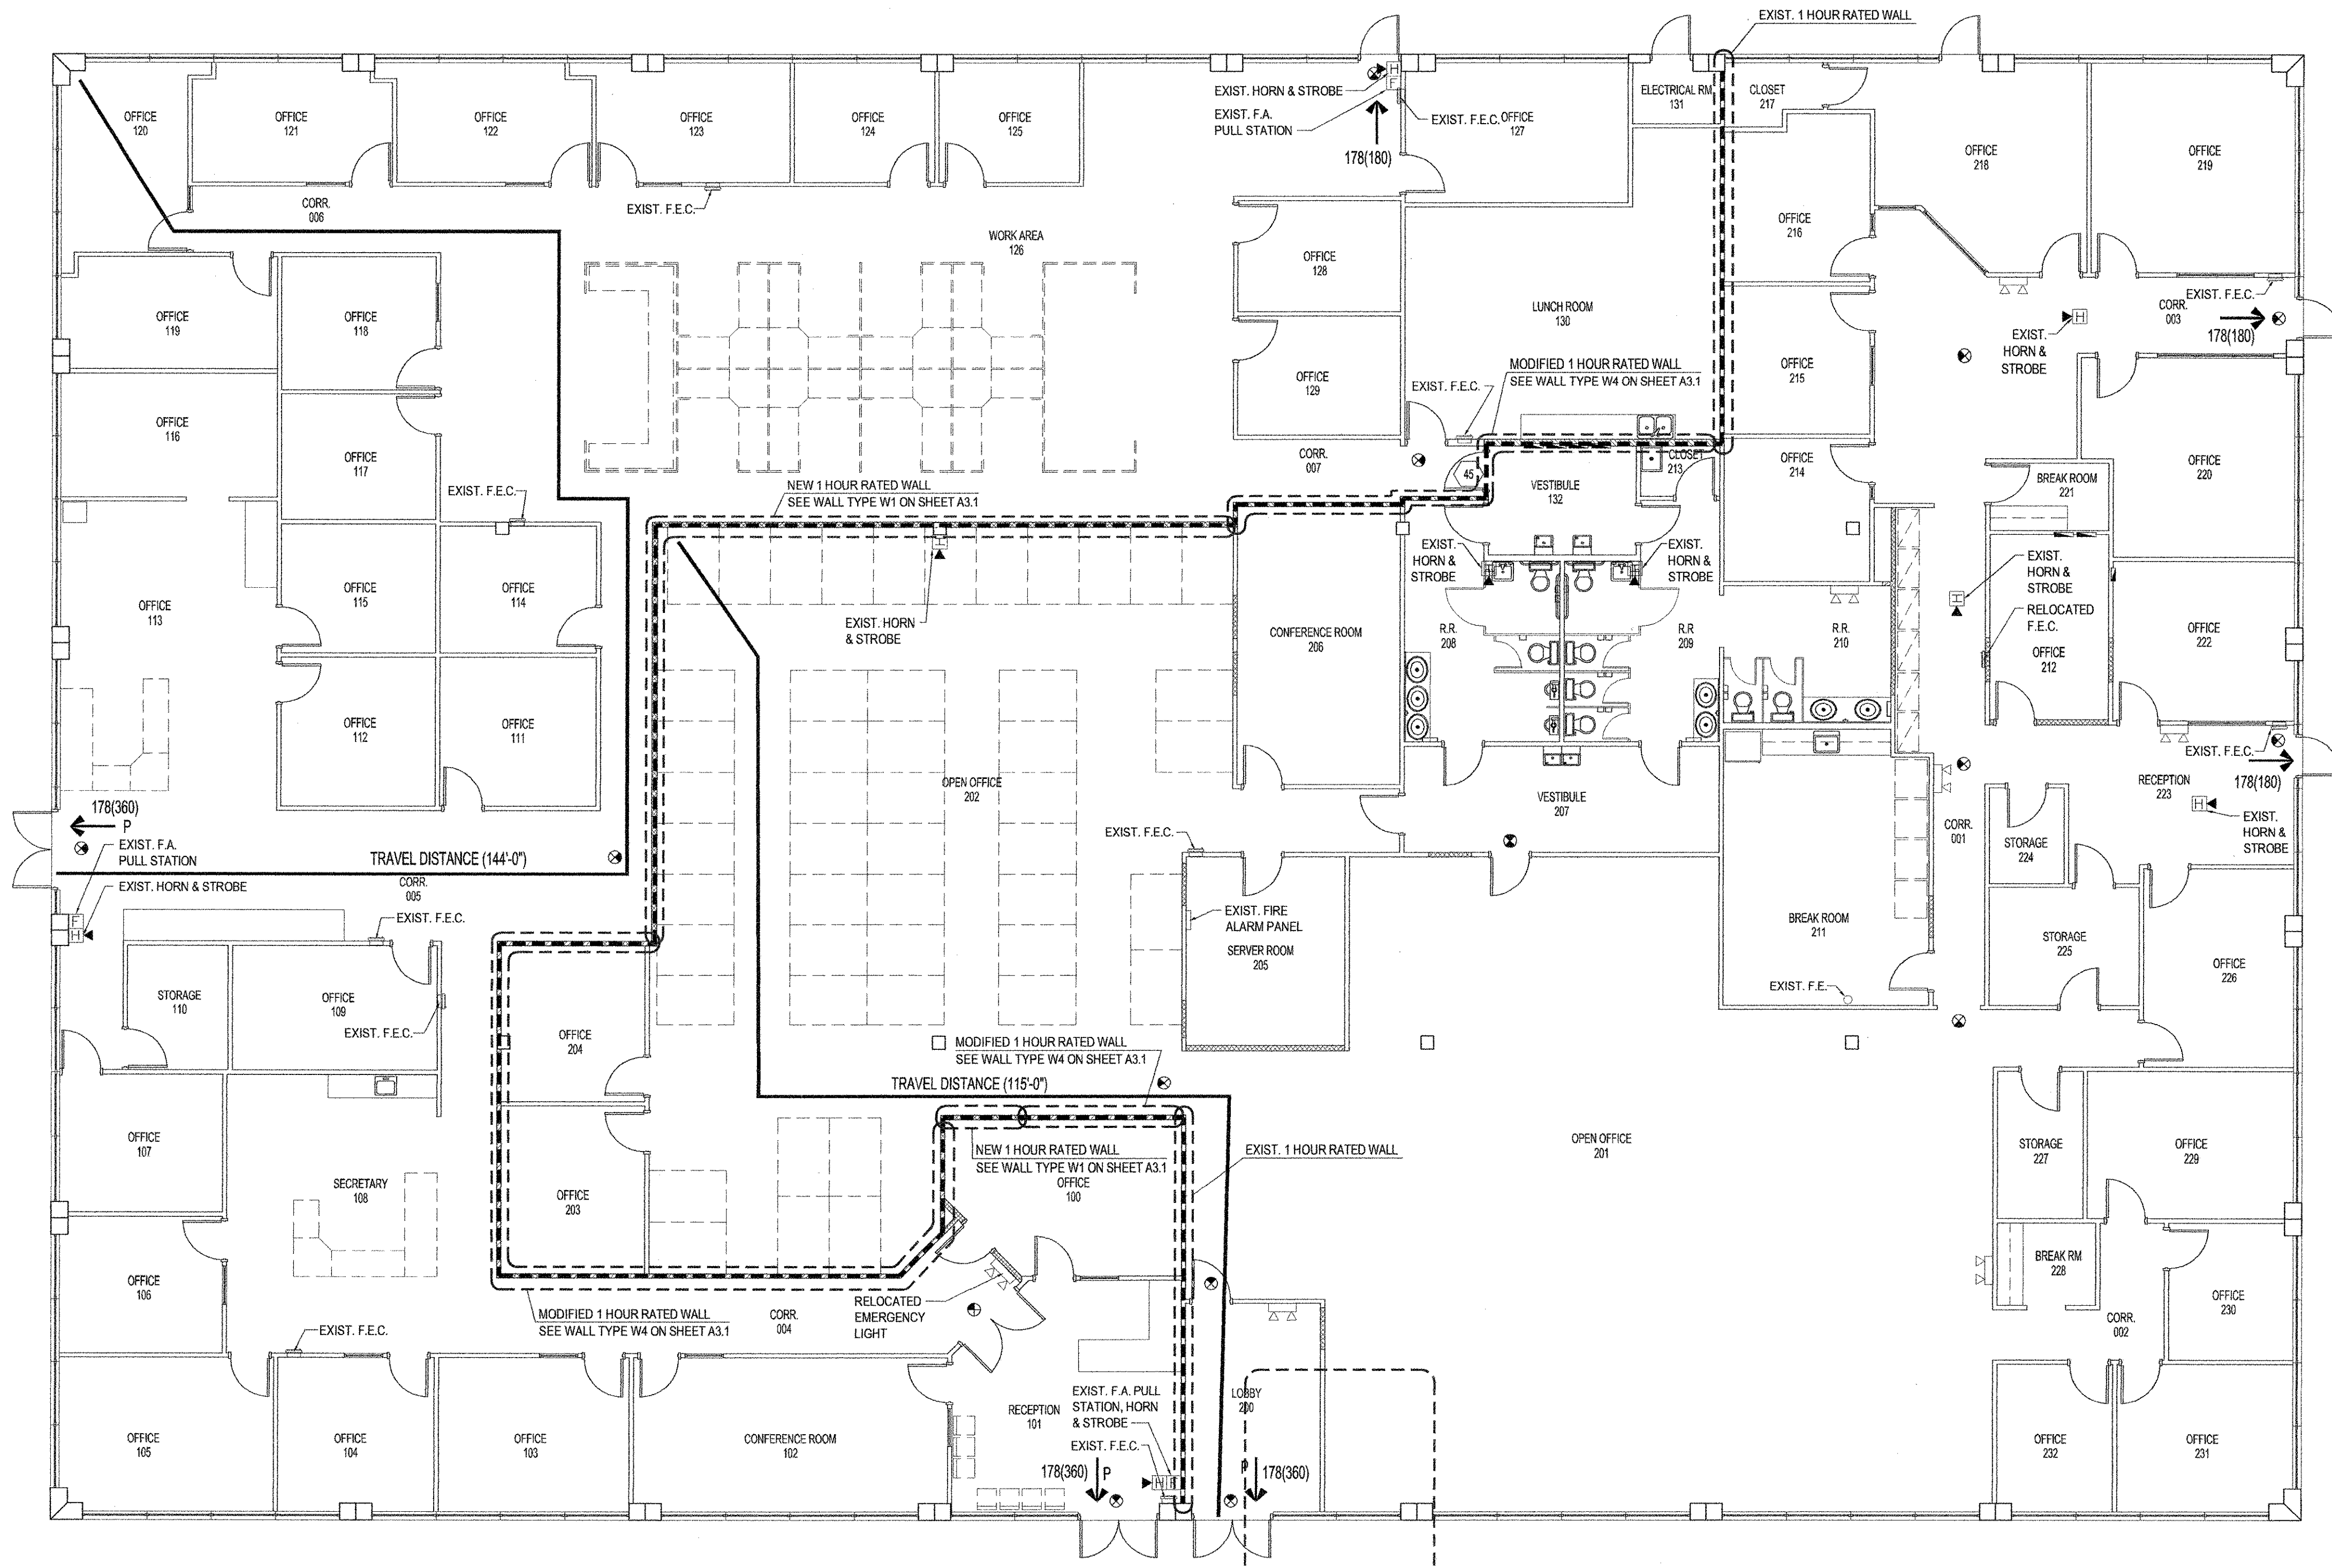 EXIST. 1 HOUR RATED WALL
OFFICE
120
OFFICE
121
OFFICE
122
OFFICE
123
OFFICE
124
OFFICE
125
EXIST. HORN & STROBE
H
F
EXIST. F.A.
PULL STATION
EXIST. F.E.C.
OFFICE
127
178(180)
ELECTRICAL RM
131
CLOSET
217
OFFICE
218
OFFICE
219
CORR.
006
EXIST. F.E.C.
WORK AREA
126
OFFICE
128
OFFICE
216
OFFICE
119
OFFICE
118
LUNCH ROOM
130
EXIST. F.E.C.
CORR.
003
178(180)
H
EXIST.
HORN &
STROBE
OFFICE
129
MODIFIED 1 HOUR RATED WALL
SEE WALL TYPE W4 ON SHEET A3.1
EXIST. F.E.C.
OFFICE
215
OFFICE
116
OFFICE
117
CORR.
007
45
CLOSET
213
OFFICE
214
OFFICE
220
EXIST. F.E.C.
NEW 1 HOUR RATED WALL
SEE WALL TYPE W1 ON SHEET A3.1
VESTIBULE
132
BREAK ROOM
221
H
EXIST.
HORN &
STROBE
EXIST.
HORN &
STROBE
EXIST.
HORN &
STROBE
H
OFFICE
113
OFFICE
115
OFFICE
114
EXIST. HORN
& STROBE
CONFERENCE ROOM
206
R.R.
208
R.R
209
R.R.
210
RELOCATED
F.E.C.
OFFICE
212
OFFICE
222
OFFICE
112
OFFICE
111
OPEN OFFICE
202
EXIST. F.E.C.
RECEPTION
223
178(180)
H
EXIST.
HORN &
STROBE
178(360)
P
EXIST. F.A.
PULL STATION
TRAVEL DISTANCE (144'-0")
CORR.
005
EXIST. HORN & STROBE
F
H
EXIST. F.E.C.
VESTIBULE
207
EXIST. F.E.C.
CORR.
001
STORAGE
224
EXIST. FIRE
ALARM PANEL
SERVER ROOM
205
BREAK ROOM
211
EXIST. F.E.
STORAGE
225
OFFICE
226
STORAGE
110
OFFICE
109
EXIST. F.E.C.
OFFICE
204
MODIFIED 1 HOUR RATED WALL
SEE WALL TYPE W4 ON SHEET A3.1
TRAVEL DISTANCE (115'-0")
OFFICE
107
SECRETARY
108
OFFICE
203
NEW 1 HOUR RATED WALL
SEE WALL TYPE W1 ON SHEET A3.1
OFFICE
100
EXIST. 1 HOUR RATED WALL
OPEN OFFICE
201
STORAGE
227
OFFICE
229
OFFICE
106
BREAK RM
228
OFFICE
230
MODIFIED 1 HOUR RATED WALL
SEE WALL TYPE W4 ON SHEET A3.1
CORR.
004
RELOCATED
EMERGENCY
LIGHT
EXIST. F.E.C.
CORR.
002
OFFICE
105
OFFICE
104
OFFICE
103
CONFERENCE ROOM
102
RECEPTION
101
EXIST. F.A. PULL
STATION, HORN
& STROBE
EXIST. F.E.C.
178(360)
P
H
F
LOBBY
200
P
178(360)
OFFICE
232
OFFICE
231